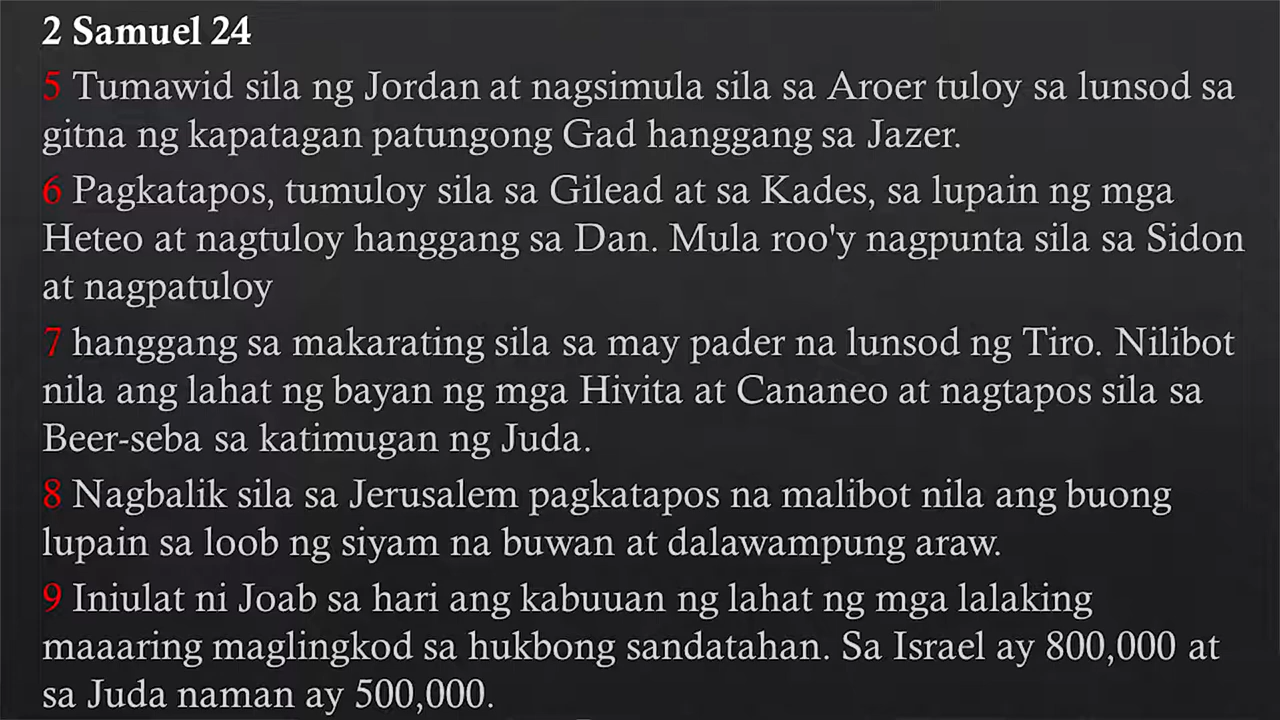 2 Samuel 24
5 Tumawid sila ng Jordan at nagsimula sila sa Aroer tuloy sa lunsod sa
gitna ng kapatagan patungong Gad hanggang sa Jazer.
6 Pagkatapos, tumuloy sila sa Gilead at sa Kades, sa lupain ng mga
Heteo at nagtuloy hanggang sa Dan. Mula roo'y nagpunta sila sa Sidon
at nagpatuloy
7 hanggang sa makarating sila sa may pader na lunsod ng Tiro. Nilibot
nila ang lahat ng bayan ng mga Hivita at Cananeo at nagtapos sila sa
Beer-seba sa katimugan ng Juda.
8 Nagbalik sila sa Jerusalem pagkatapos na malibot nila ang buong
lupain sa loob ng siyam na buwan at dalawampung araw.
9 Iniulat ni Joab sa hari ang kabuuan ng lahat ng mga lalaking
maaaring maglingkod sa hukbong sandatahan. Sa Israel ay 800,000 at
sa Juda naman ay 500,000.